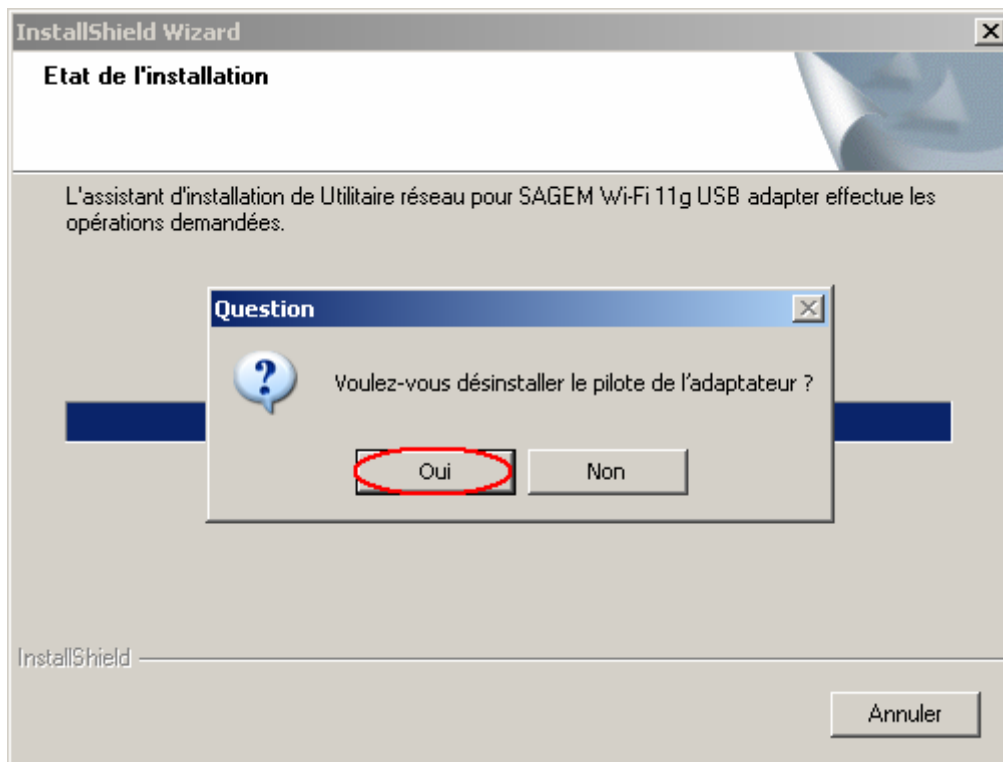 InstallShield Wizard
Etat de l'installation
L'assistant d'installation de Utilitaire réseau pour SAGEM Wi-Fi 11g USB adapter effectue les
opérations demandées.
Question
Voulez-vous désinstaller le pilote de l'adaptateur ?
Oui
Non
InstallShield
Annuler